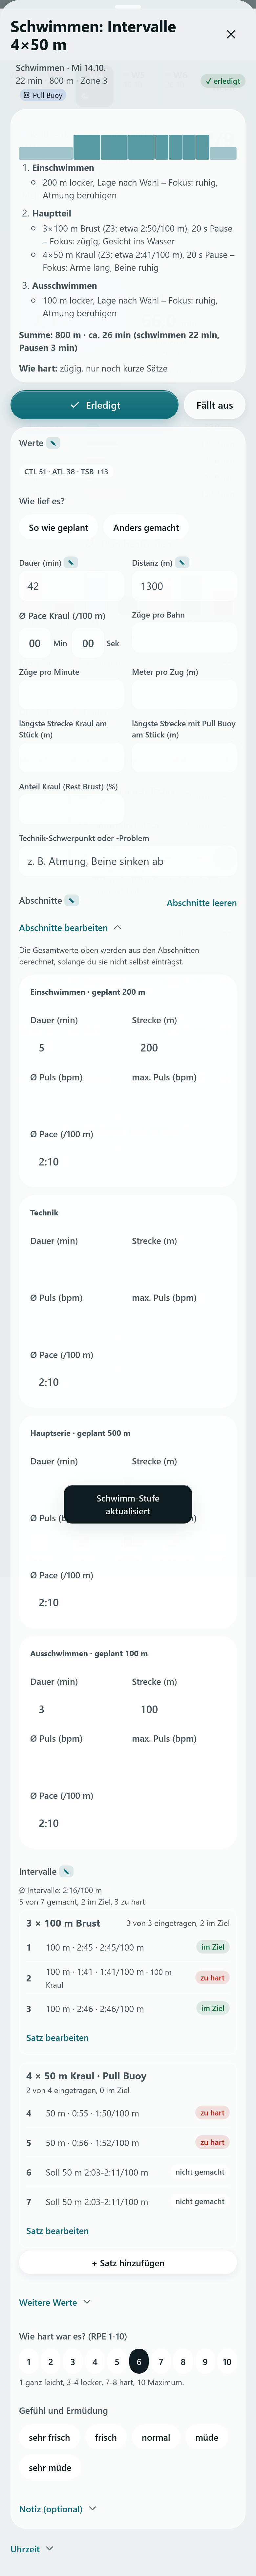 Schwimmen: Intervalle
4×50 m
Schwimmen · Mi 14.10.
22 min · 800 m · Zone 3
✓ erledigt
Pull Buoy
1. Einschwimmen
200 m locker, Lage nach Wahl – Fokus: ruhig,
Atmung beruhigen
2. Hauptteil
3×100 m Brust (Z3: etwa 2:50/100 m), 20 s Pause
– Fokus: zügig, Gesicht ins Wasser
4×50 m Kraul (Z3: etwa 2:41/100 m), 20 s Pause –
Fokus: Arme lang, Beine ruhig
3. Ausschwimmen
100 m locker, Lage nach Wahl – Fokus: ruhig,
Atmung beruhigen
Summe: 800 m · ca. 26 min (schwimmen 22 min,
Pausen 3 min)
Wie hart: zügig, nur noch kurze Sätze
✓ Erledigt
Fällt aus
Werte
CTL 51 · ATL 38 · TSB +13
Wie lief es?
So wie geplant
Anders gemacht
Dauer (min)
Distanz (m)
42
1300
Ø Pace Kraul (/100 m)
Züge pro Bahn
00 Min 00 Sek
Züge pro Minute
Meter pro Zug (m)
längste Strecke Kraul am
Stück (m)
längste Strecke mit Pull Buoy
am Stück (m)
Anteil Kraul (Rest Brust) (%)
Technik-Schwerpunkt oder -Problem
z. B. Atmung, Beine sinken ab
Abschnitte
Abschnitte leeren
Abschnitte bearbeiten
Die Gesamtwerte oben werden aus den Abschnitten
berechnet, solange du sie nicht selbst einträgst.
Einschwimmen · geplant 200 m
Dauer (min)
Strecke (m)
5
200
Ø Puls (bpm)
max. Puls (bpm)
Ø Pace (/100 m)
2:10
Technik
Dauer (min)
Strecke (m)
Ø Puls (bpm)
max. Puls (bpm)
Ø Pace (/100 m)
2:10
Hauptserie · geplant 500 m
Dauer (min)
Strecke (m)
Schwimm-Stufe
aktualisiert
Ø Puls
Ø Pace (/100 m)
2:10
Ausschwimmen · geplant 100 m
Dauer (min)
Strecke (m)
3
100
Ø Puls (bpm)
max. Puls (bpm)
Ø Pace (/100 m)
2:10
Intervalle
Ø Intervalle: 2:16/100 m
5 von 7 gemacht, 2 im Ziel, 3 zu hart
3 × 100 m Brust
3 von 3 eingetragen, 2 im Ziel
1 100 m · 2:45 · 2:45/100 m im Ziel
2 100 m · 1:41 · 1:41/100 m · 100 m
Kraul
zu hart
3 100 m · 2:46 · 2:46/100 m im Ziel
Satz bearbeiten
4 × 50 m Kraul · Pull Buoy
2 von 4 eingetragen, 0 im Ziel
4 50 m · 0:55 · 1:50/100 m zu hart
5 50 m · 0:56 · 1:52/100 m zu hart
6 Soll 50 m 2:03-2:11/100 m nicht gemacht
7 Soll 50 m 2:03-2:11/100 m nicht gemacht
Satz bearbeiten
+ Satz hinzufügen
Weitere Werte
Wie hart war es? (RPE 1-10)
1 2 3 4 5 6 7 8 9 10
1 ganz leicht, 3-4 locker, 7-8 hart, 10 Maximum.
Gefühl und Ermüdung
sehr frisch
frisch
normal
müde
sehr müde
Notiz (optional)
Uhrzeit